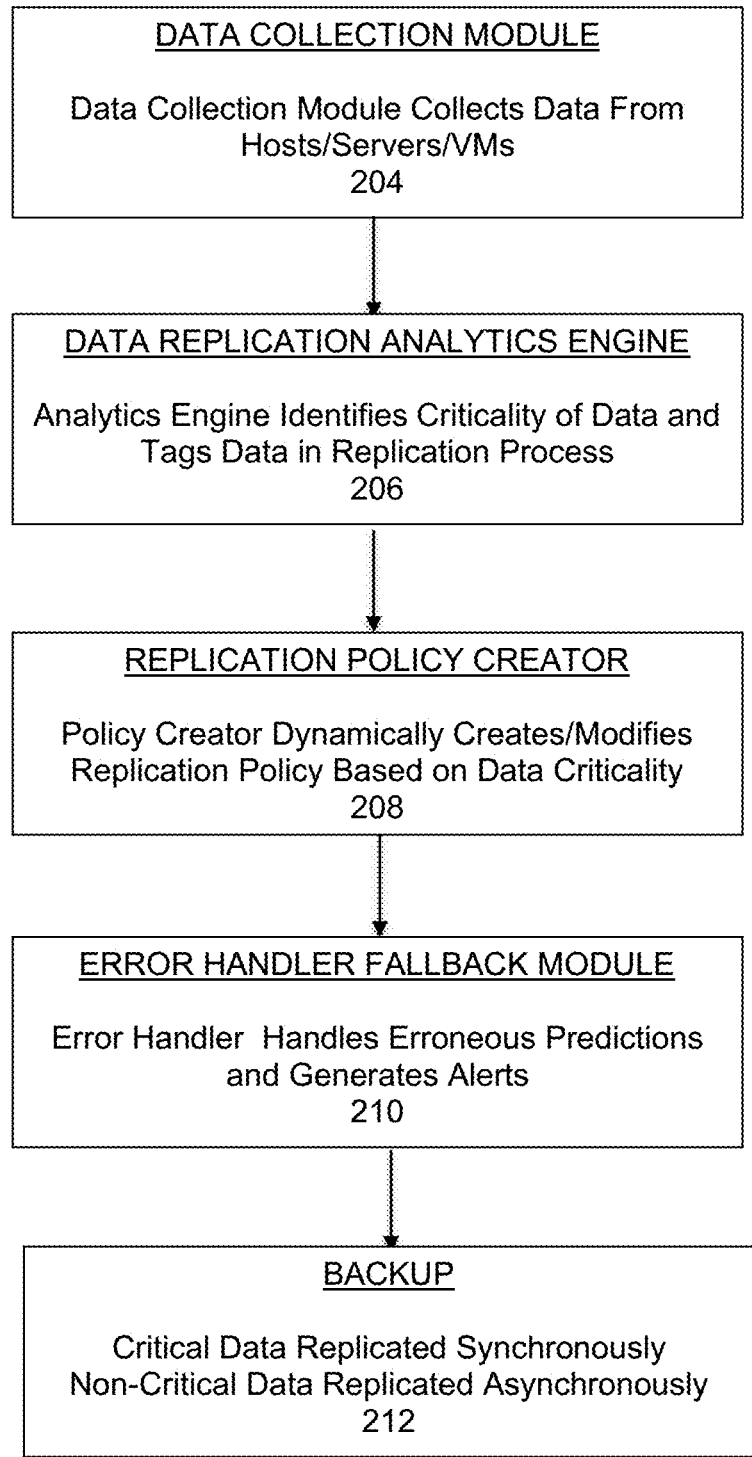 DATA COLLECTION MODULE
Data Collection Module Collects Data From
Hosts/Servers/VMs
204
DATA REPLICATION ANALYTICS ENGINE
Analytics Engine Identifies Criticality of Data and
Tags Data in Replication Process
206
REPLICATION POLICY CREATOR
Policy Creator Dynamically Creates/Modifies
Replication Policy Based on Data Criticality
208
ERROR HANDLER FALLBACK MODULE
Error Handler Handles Erroneous Predictions
and Generates Alerts
210
BACKUP
Critical Data Replicated Synchronously
Non-Critical Data Replicated Asynchronously
212